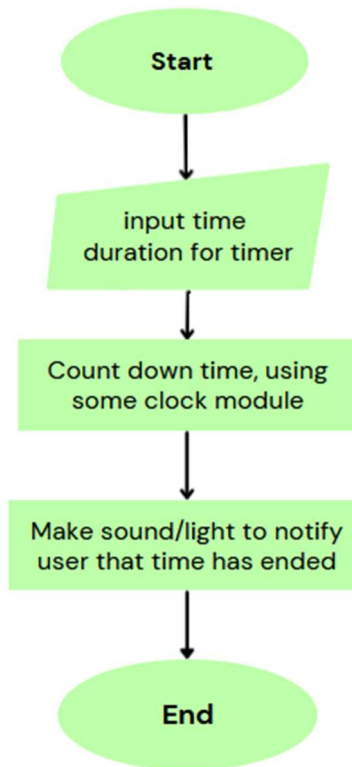 Start
input time
duration for timer
Count down time, using
some clock module
Make sound/light to notify
user that time has ended
End